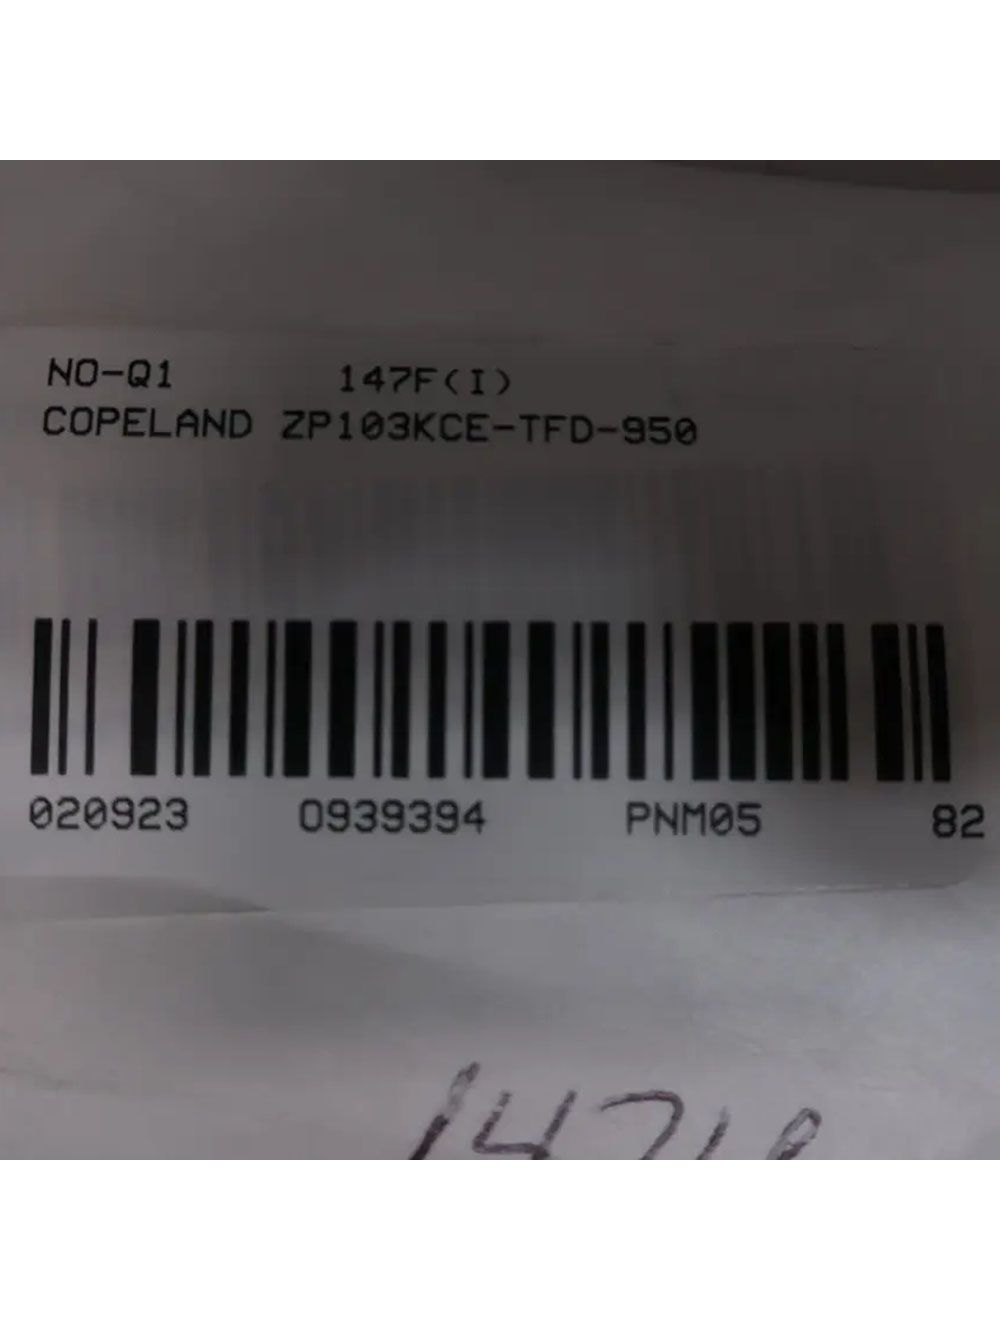 NO-Q1 147F(I)
COPELAND ZP103KCE-TFD-950
020923 0939394 PNM05 82